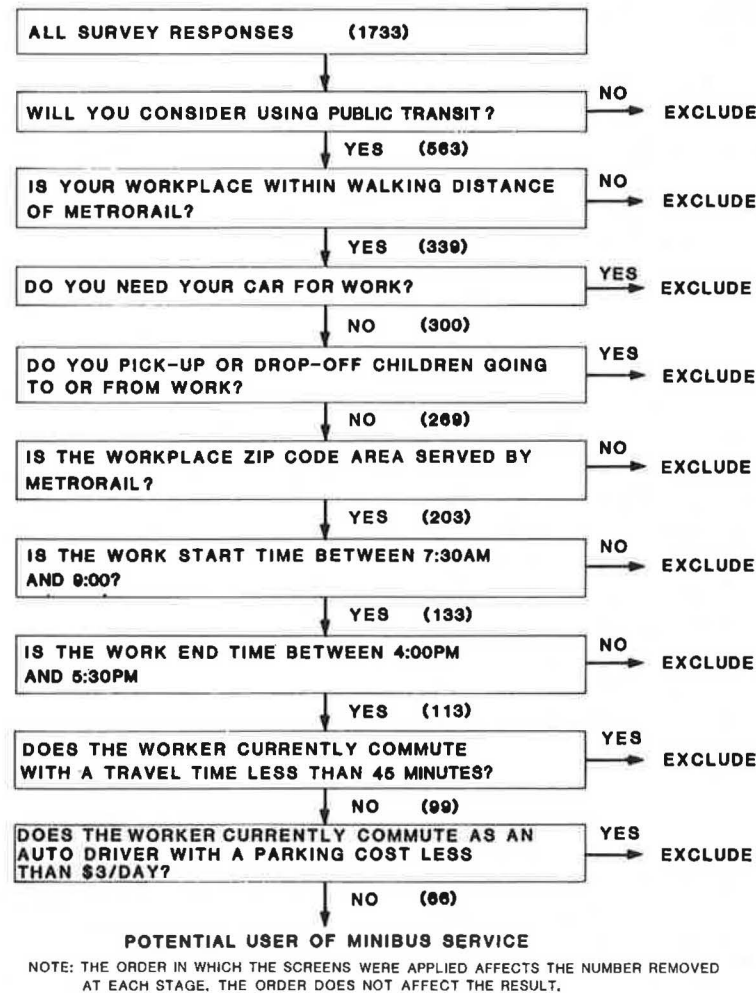 ALL SURVEY RESPONSES (1733)
NO
WILL YOU CONSIDER USING PUBLIC TRANSIT? EXCLUDE
YES (563)
IS YOUR WORKPLACE WITHIN WALKING DISTANCE NO
OF METRORAIL? EXCLUDE
YES (339)
DO YOU NEED YOUR CAR FOR WORK? YES
EXCLUDE
NO (300)
DO YOU PICK-UP OR DROP-OFF CHILDREN GOING YES
TO OR FROM WORK? EXCLUDE
NO (269)
IS THE WORKPLACE ZIP CODE AREA SERVED BY NO
METRORAIL? EXCLUDE
YES (203)
IS THE WORK START TIME BETWEEN 7:30AM NO
AND 9:00? EXCLUDE
YES (133)
IS THE WORK END TIME BETWEEN 4:00PM NO
AND 5:30PM EXCLUDE
YES (113)
DOES THE WORKER CURRENTLY COMMUTE YES
WITH A TRAVEL TIME LESS THAN 45 MINUTES? EXCLUDE
NO (99)
DOES THE WORKER CURRENTLY COMMUTE AS AN YES
AUTO DRIVER WITH A PARKING COST LESS EXCLUDE
THAN $3/DAY?
NO (66)
POTENTIAL USER OF MINIBUS SERVICE
NOTE: THE ORDER IN WHICH THE SCREENS WERE APPLIED AFFECTS THE NUMBER REMOVED
AT EACH STAGE. THE ORDER DOES NOT AFFECT THE RESULT.